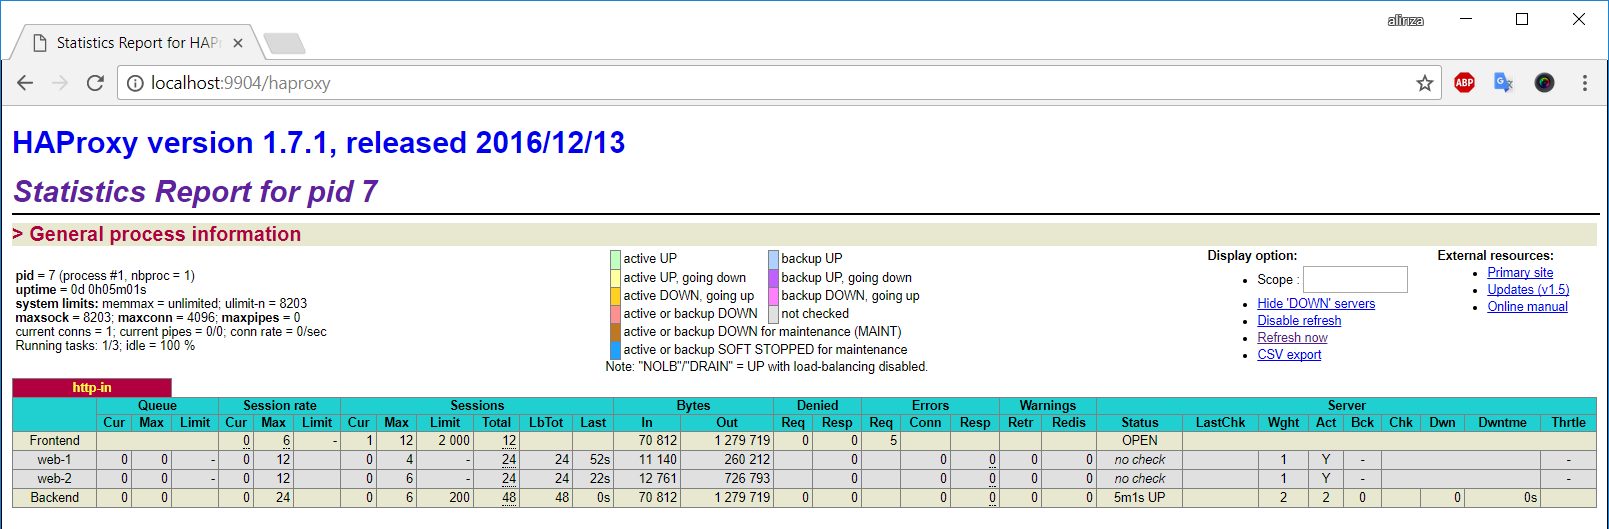 alirıza
Statistics Report for HAP
localhost:9904/haproxy
ABP
HAProxy version 1.7.1, released 2016/12/13
Statistics Report for pid 7
> General process information
pid = 7 (process #1, nbproc = 1)
uptime = 0d 0h05m01s
system limits: memmax = unlimited; ulimit-n = 8203
maxsock = 8203; maxconn = 4096; maxpipes = 0
current conns = 1; current pipes = 0/0; conn rate = 0/sec
Running tasks: 1/3; idle = 100 %
active UP backup UP
active UP, going down backup UP, going down
active DOWN, going up backup DOWN, going up
active or backup DOWN not checked
active or backup DOWN for maintenance (MAINT)
active or backup SOFT STOPPED for maintenance
Note: "NOLB"/"DRAIN" = UP with load-balancing disabled.
Display option:
• Scope :
• Hide 'DOWN' servers
• Disable refresh
• Refresh now
• CSV export
External resources:
• Primary site
• Updates (v1.5)
• Online manual
http-in
Queue Session rate Sessions Bytes Denied Errors Warnings Server
Cur Max Limit Cur Max Limit Cur Max Limit Total LbTot Last In Out Req Resp Req Conn Resp Retr Redis Status LastChk Wght Act Bck Chk Dwn Dwntme Thrtle
Frontend 0 6 - 1 12 2 000 12 70 812 1 279 719 0 0 5 OPEN
web-1 0 0 - 0 12 0 4 - 24 24 52s 11 140 260 212 0 0 0 0 0 no check 1 Y - -
web-2 0 0 - 0 12 0 6 - 24 24 22s 12 761 726 793 0 0 0 0 0 no check 1 Y - -
Backend 0 0 0 24 0 6 200 48 48 0s 70 812 1 279 719 0 0 0 0 0 0 5m1s UP 2 2 0 0 0s